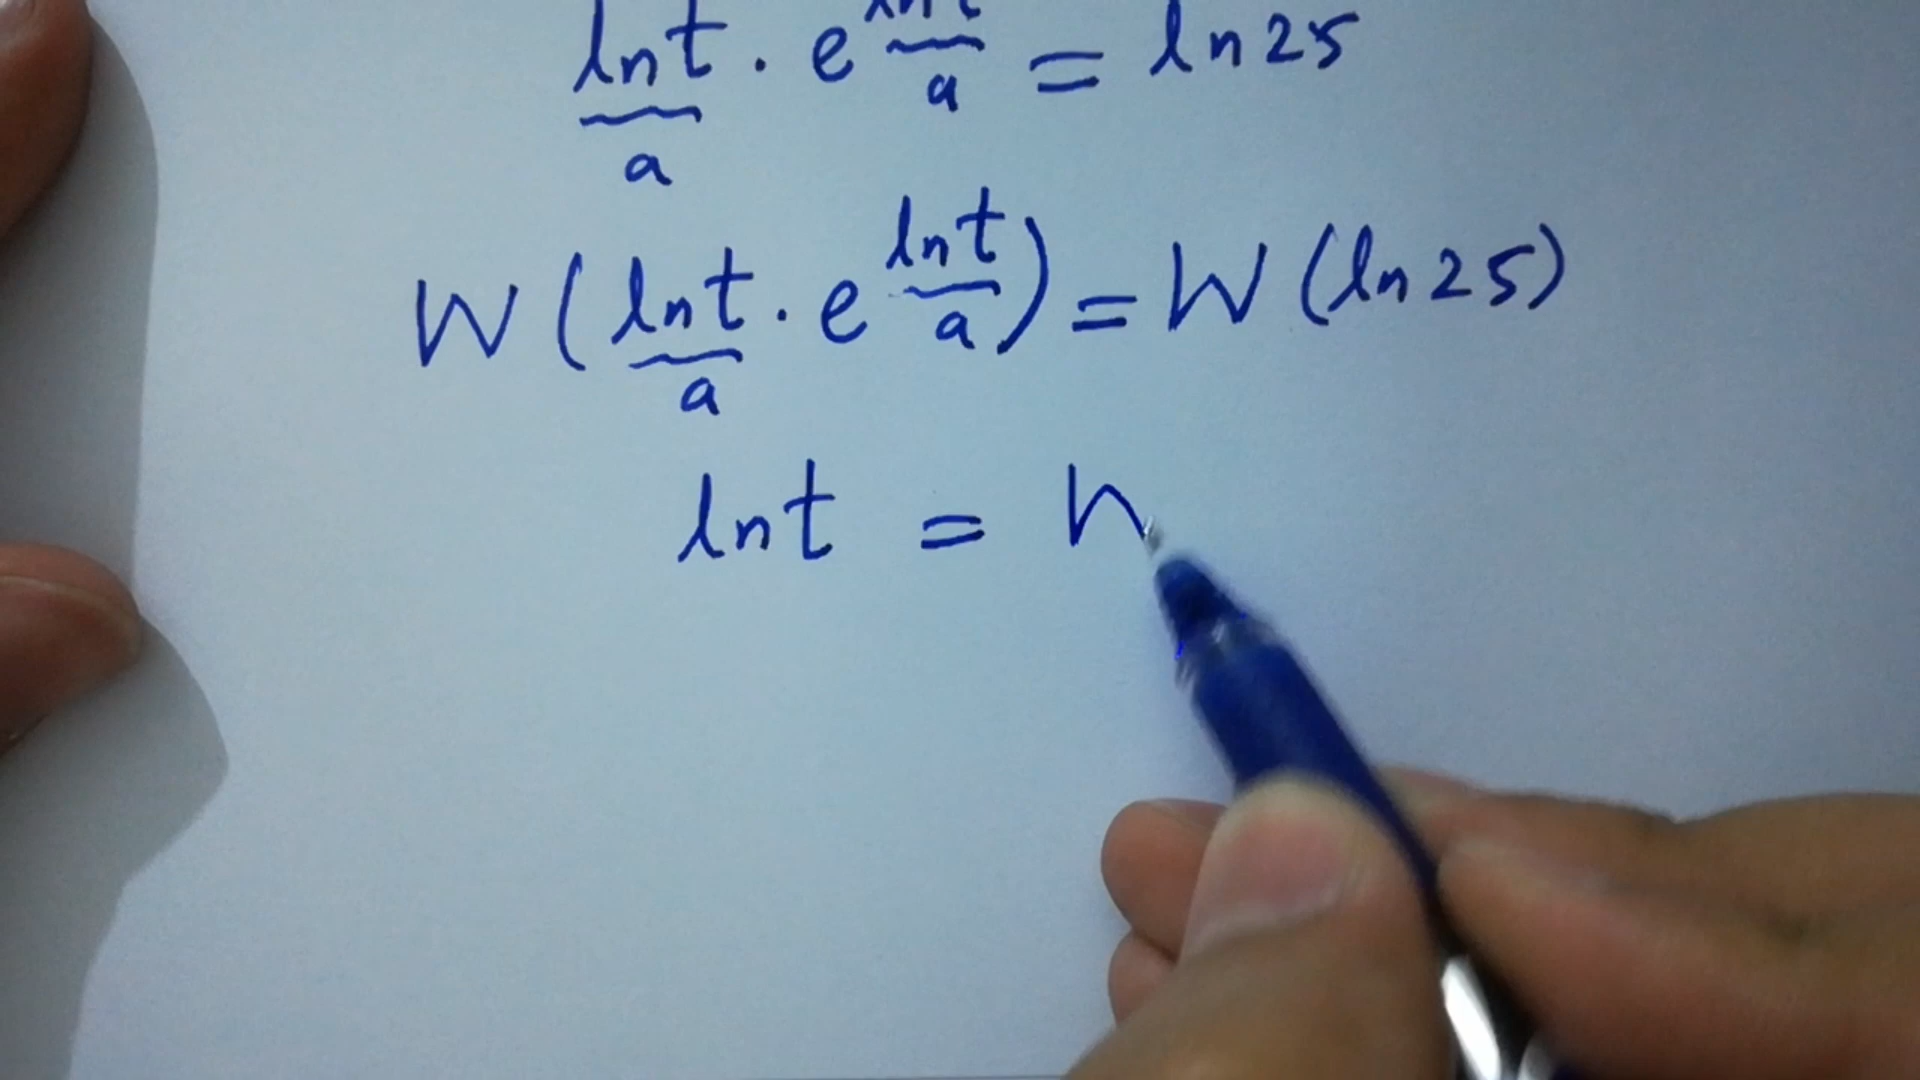 ln t · e^(ln t) = ln 25
a a
W (ln t · e^(ln t)) = W (ln 25)
a a
ln t =